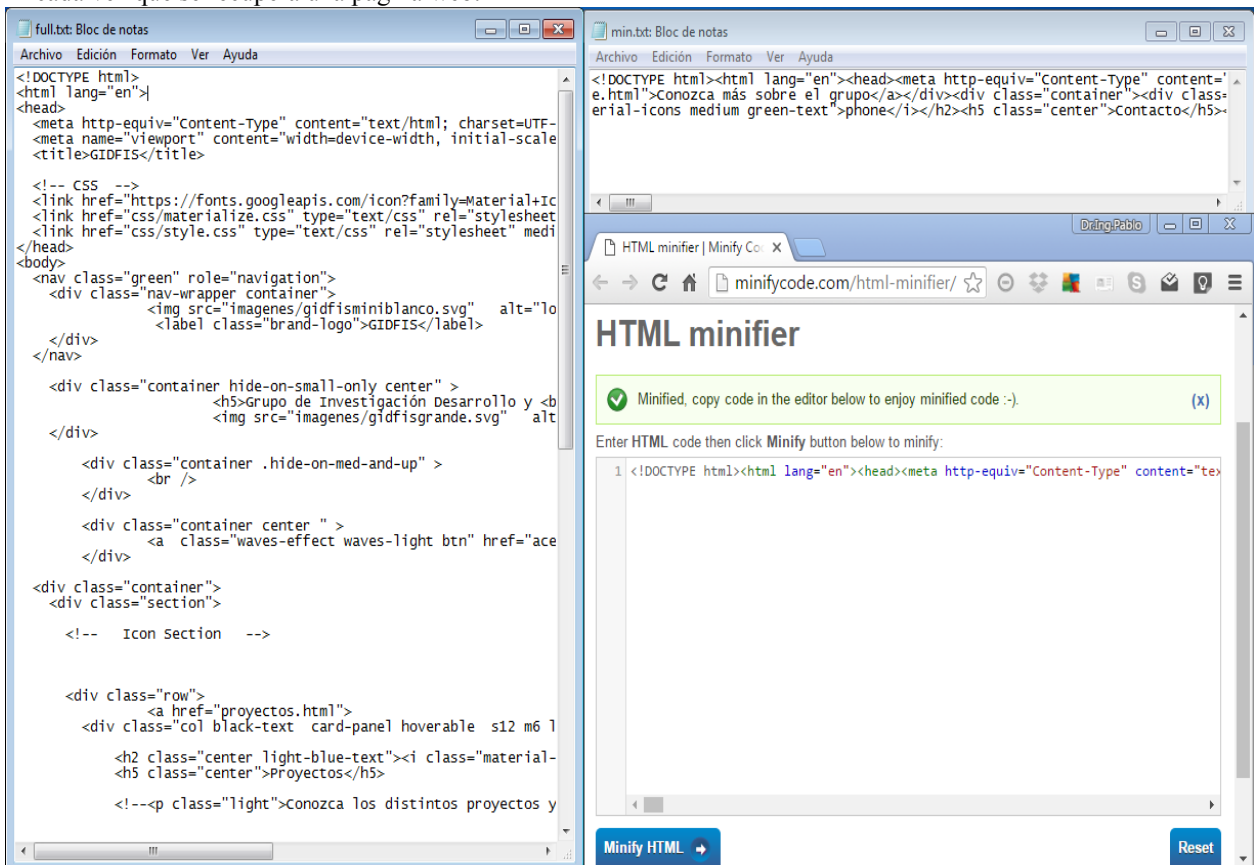 full.txt: Bloc de notas
Archivo Edición Formato Ver Ayuda
<!DOCTYPE html>
<html lang="en">
<head>
<meta http-equiv="Content-Type" content="text/html; charset=UTF-
<meta name="viewport" content="width=device-width, initial-scale
<title>GIDFIS</title>
<!-- CSS -->
<link href="https://fonts.googleapis.com/icon?family=Material+Ic
<link href="css/materialize.css" type="text/css" rel="stylesheet
<link href="css/style.css" type="text/css" rel="stylesheet" medi
</head>
<body>
<nav class="green" role="navigation">
<div class="nav-wrapper container">
<img src="imagenes/gidfisminiblanco.svg" alt="lo
<label class="brand-logo">GIDFIS</label>
</div>
</nav>
<div class="container hide-on-small-only center" >
<h5>Grupo de Investigación Desarrollo y <b
<img src="imagenes/gidfisgrande.svg" alt
</div>
<div class="container .hide-on-med-and-up" >
<br />
</div>
<div class="container center " >
<a class="waves-effect waves-light btn" href="ace
</div>
<div class="container">
<div class="section">
<!-- Icon Section -->
<div class="row">
<a href="proyectos.html">
<div class="col black-text card-panel hoverable s12 m6 l
<h2 class="center light-blue-text"><i class="material-
<h5 class="center">Proyectos</h5>
<!--<p class="light">Conozca los distintos proyectos y
min.txt: Bloc de notas
Archivo Edición Formato Ver Ayuda
<!DOCTYPE html><html lang="en"><head><meta http-equiv="Content-Type" content="
e.html">Conozca más sobre el grupo</a></div><div class="container"><div class=
erial-icons medium green-text">phone</i></h2><h5 class="center">Contacto</h5><
DrIngPablo
HTML minifier | Minify Co
minifycode.com/html-minifier/
HTML minifier
Minified, copy code in the editor below to enjoy minified code :-).
(x)
Enter HTML code then click Minify button below to minify:
1 <!DOCTYPE html><html lang="en"><head><meta http-equiv="Content-Type" content="tex
Minify HTML
Reset